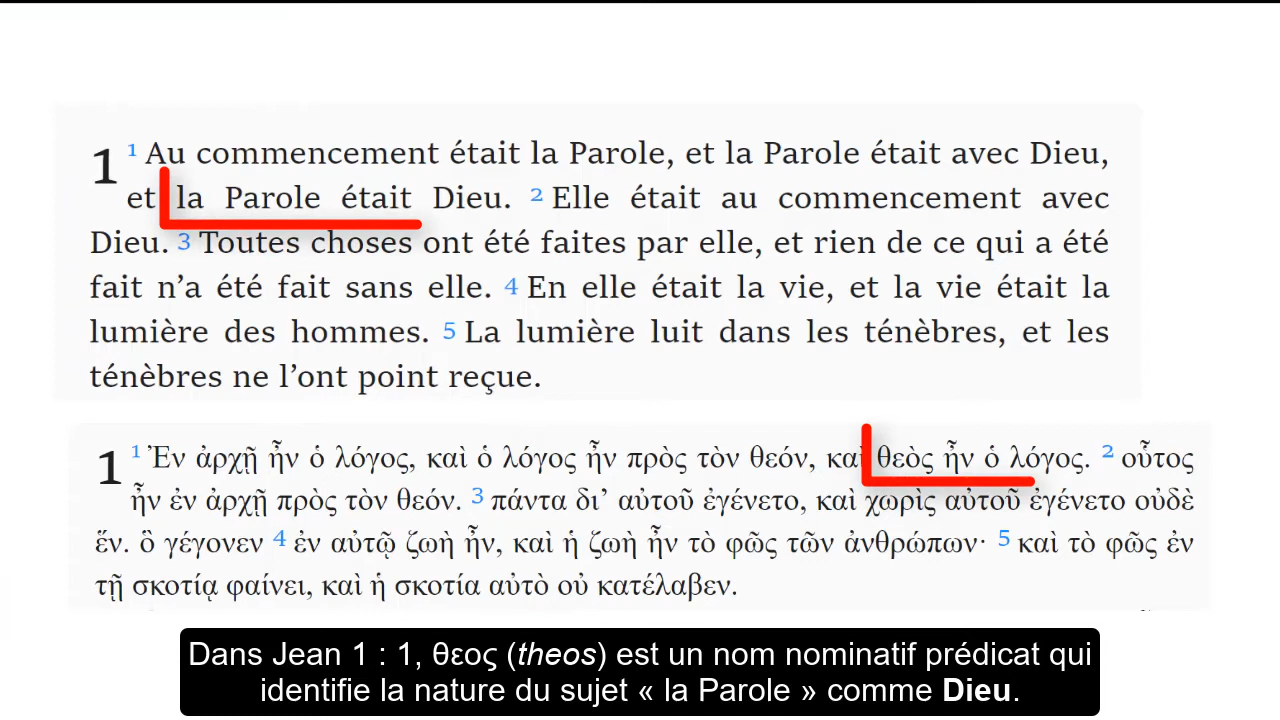 1 1 Au commencement était la Parole, et la Parole était avec Dieu,
et la Parole était Dieu. 2 Elle était au commencement avec
Dieu. 3 Toutes choses ont été faites par elle, et rien de ce qui a été
fait n’a été fait sans elle. 4 En elle était la vie, et la vie était la
lumière des hommes. 5 La lumière luit dans les ténèbres, et les
ténèbres ne l’ont point reçue.
1 1 Ἐν ἀρχῇ ἦν ὁ λόγος, καὶ ὁ λόγος ἦν πρὸς τὸν θεόν, καὶ θεὸς ἦν ὁ λόγος. 2 οὗτος
ἦν ἐν ἀρχῇ πρὸς τὸν θεόν. 3 πάντα δι’ αὐτοῦ ἐγένετο, καὶ χωρὶς αὐτοῦ ἐγένετο οὐδὲ
ἕν. ὃ γέγονεν 4 ἐν αὐτῷ ζωὴ ἦν, καὶ ἡ ζωὴ ἦν τὸ φῶς τῶν ἀνθρώπων· 5 καὶ τὸ φῶς ἐν
τῇ σκοτίᾳ φαίνει, καὶ ἡ σκοτία αὐτὸ οὐ κατέλαβεν.
Dans Jean 1 : 1, θεος (theos) est un nom nominatif prédicat qui
identifie la nature du sujet « la Parole » comme Dieu.